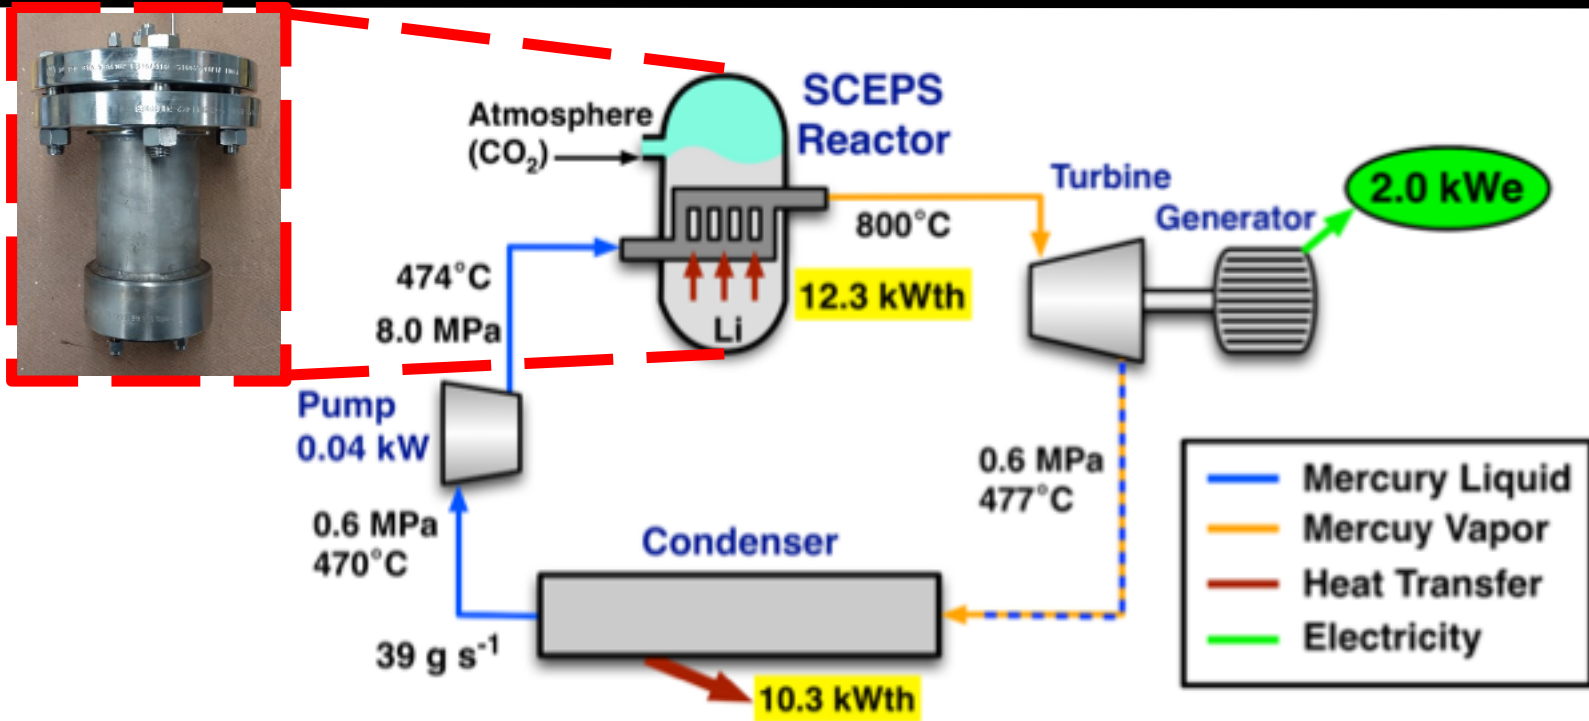 SCEPS
Reactor
Atmosphere
(CO₂)
Turbine
Generator
2.0 kWe
800°C
474°C
8.0 MPa
12.3 kWth
Li
Pump
0.04 kW
0.6 MPa
477°C
0.6 MPa
470°C
Condenser
39 g s⁻¹
10.3 kWth
Mercury Liquid
Mercuy Vapor
Heat Transfer
Electricity